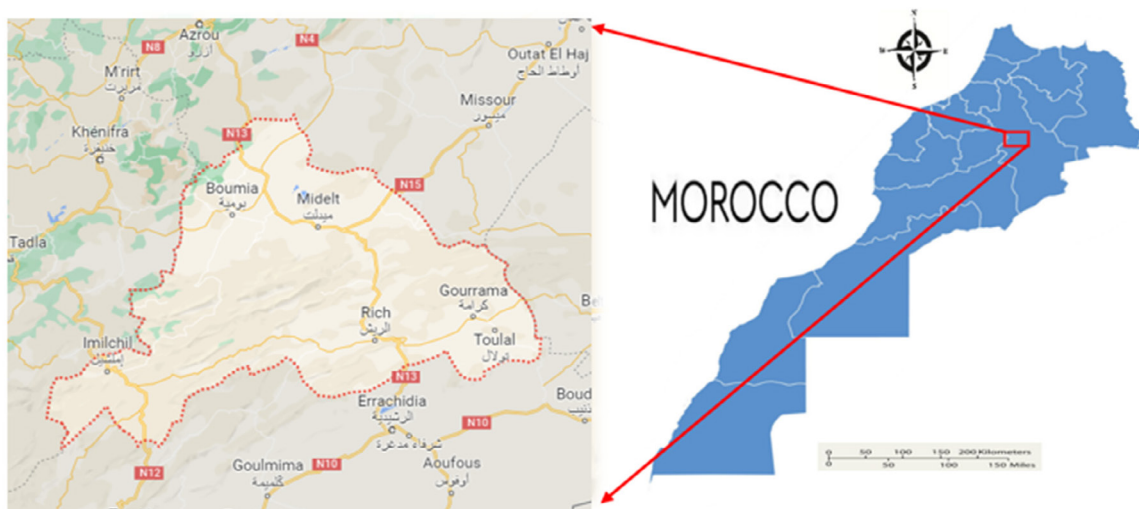 Azrou
أزرو
N8
N4
Outat El Haj
أوطاط الحاج
M'rirt
مريرت
Missour
ميسور
Khénifra
خنيفرة
N13
N15
Boumia
بومية
Midelt
ميدلت
Tadla
Gourrama
كرامة
Rich
الريش
Toulal
تولال
Imilchil
إملشيل
N13
Errachidia
الرشيدية
شرفاء مدغرة
Boud
N10
N12
Goulmima
كلميمة
N10
Aoufous
أوفوس
N
W
E
S
MOROCCO
0 50 100 150 200 Kilometers
0 50 100 150 Miles